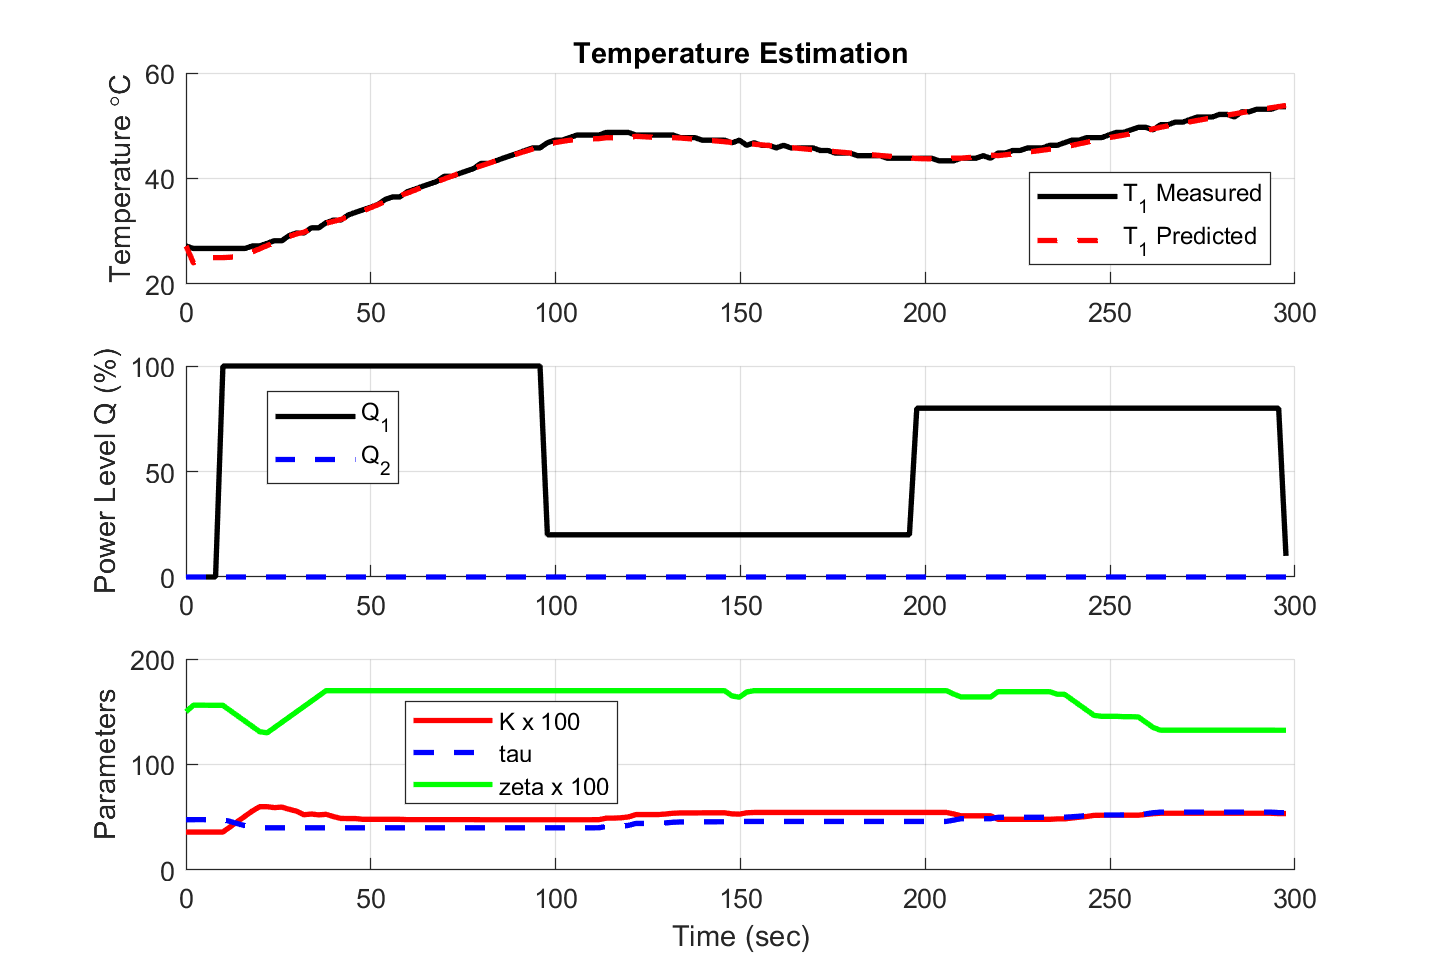 Temperature Estimation
Temperature °C
60
40
20
0 50 100 150 200 250 300
T1 Measured
T1 Predicted
Power Level Q (%)
100
50
0
0 50 100 150 200 250 300
Q1
Q2
Parameters
200
100
0
0 50 100 150 200 250 300
K x 100
tau
zeta x 100
Time (sec)